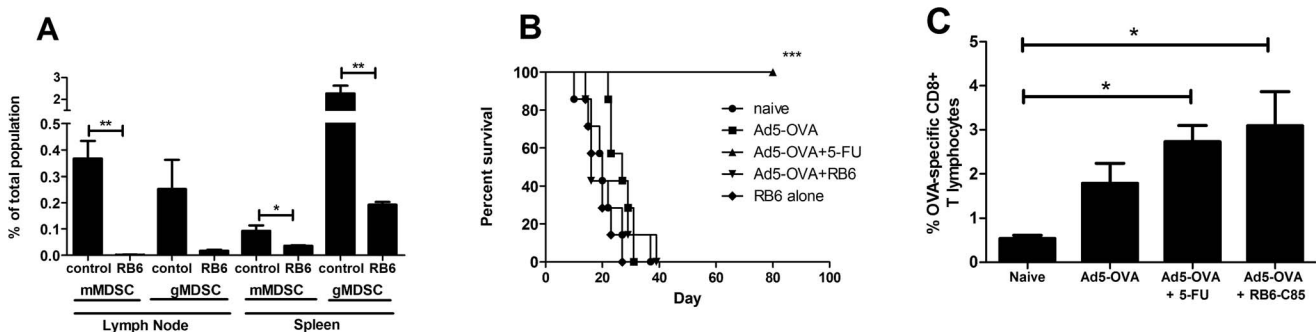 A
% of total population
3
2
0.5
0.4
0.3
0.2
0.1
0.0
**
*
**
control RB6 contol RB6 control RB6 control RB6
mMDSC gMDSC mMDSC gMDSC
Lymph Node Spleen
B
Percent survival
100
80
60
40
20
0
0 20 40 60 80 100
Day
***
naive
Ad5-OVA
Ad5-OVA+5-FU
Ad5-OVA+RB6
RB6 alone
C
% OVA-specific CD8+
T lymphocytes
5
4
3
2
1
0
*
*
Naive Ad5-OVA Ad5-OVA Ad5-OVA
+ 5-FU + RB6-C85